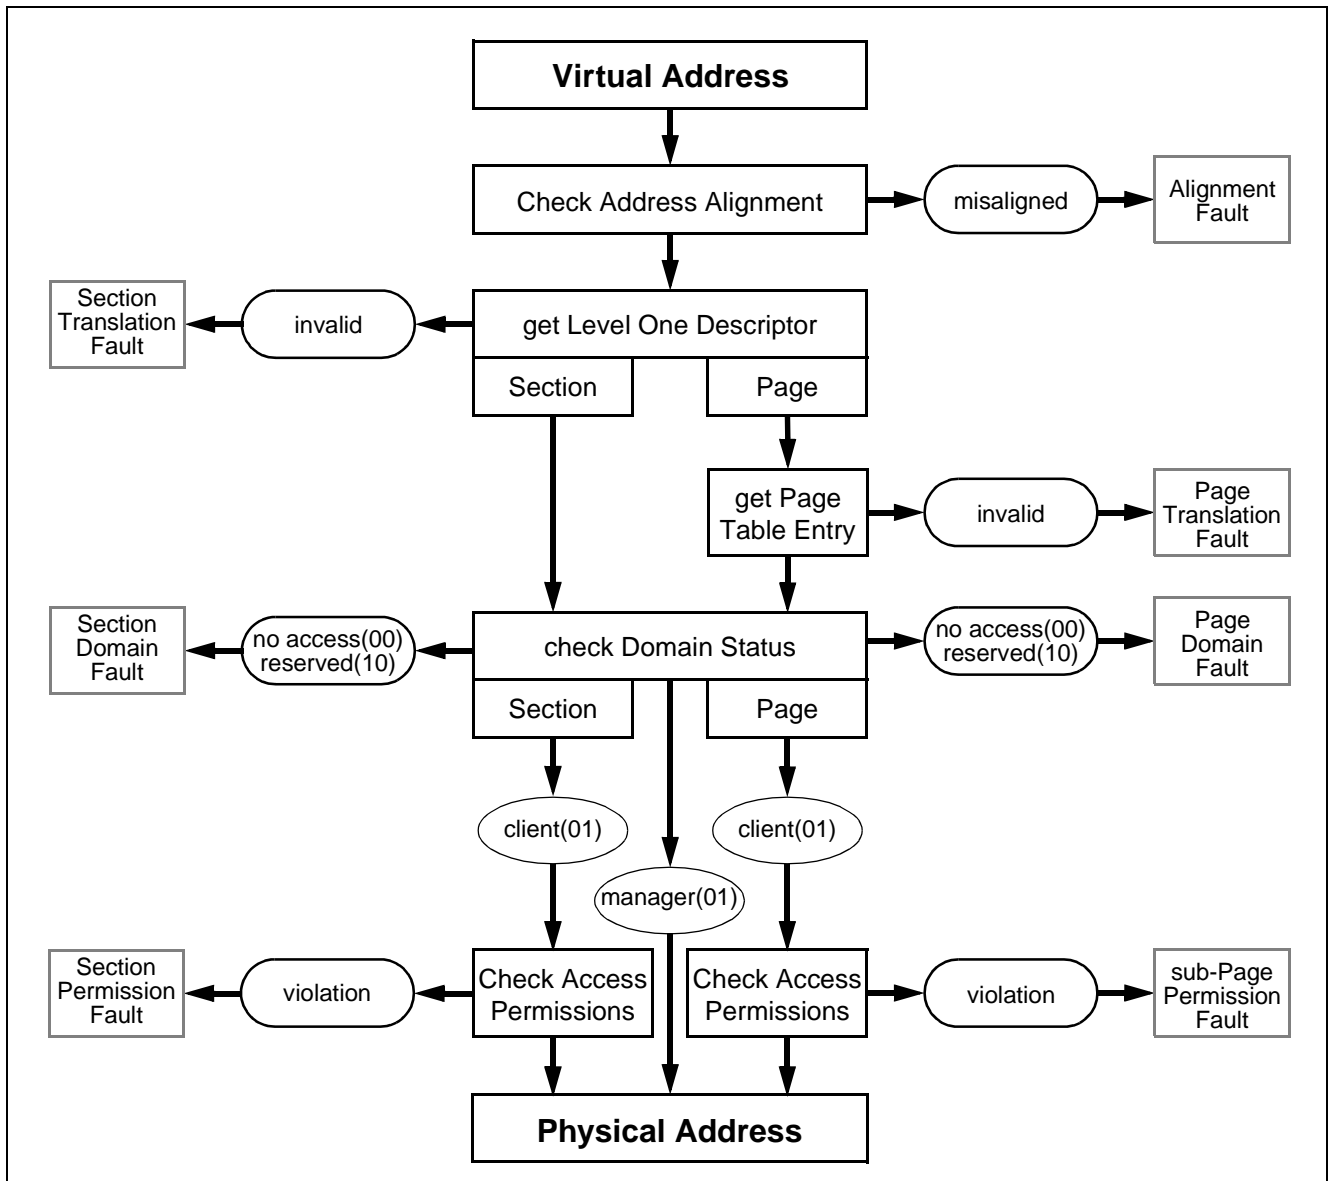 Virtual Address
Check Address Alignment
misaligned
Alignment
Fault
Section
Translation
Fault
invalid
get Level One Descriptor
Section
Page
get Page
Table Entry
invalid
Page
Translation
Fault
Section
Domain
Fault
no access(00)
reserved(10)
check Domain Status
no access(00)
reserved(10)
Page
Domain
Fault
Section
Page
client(01)
client(01)
manager(01)
Section
Permission
Fault
violation
Check Access
Permissions
Check Access
Permissions
violation
sub-Page
Permission
Fault
Physical Address